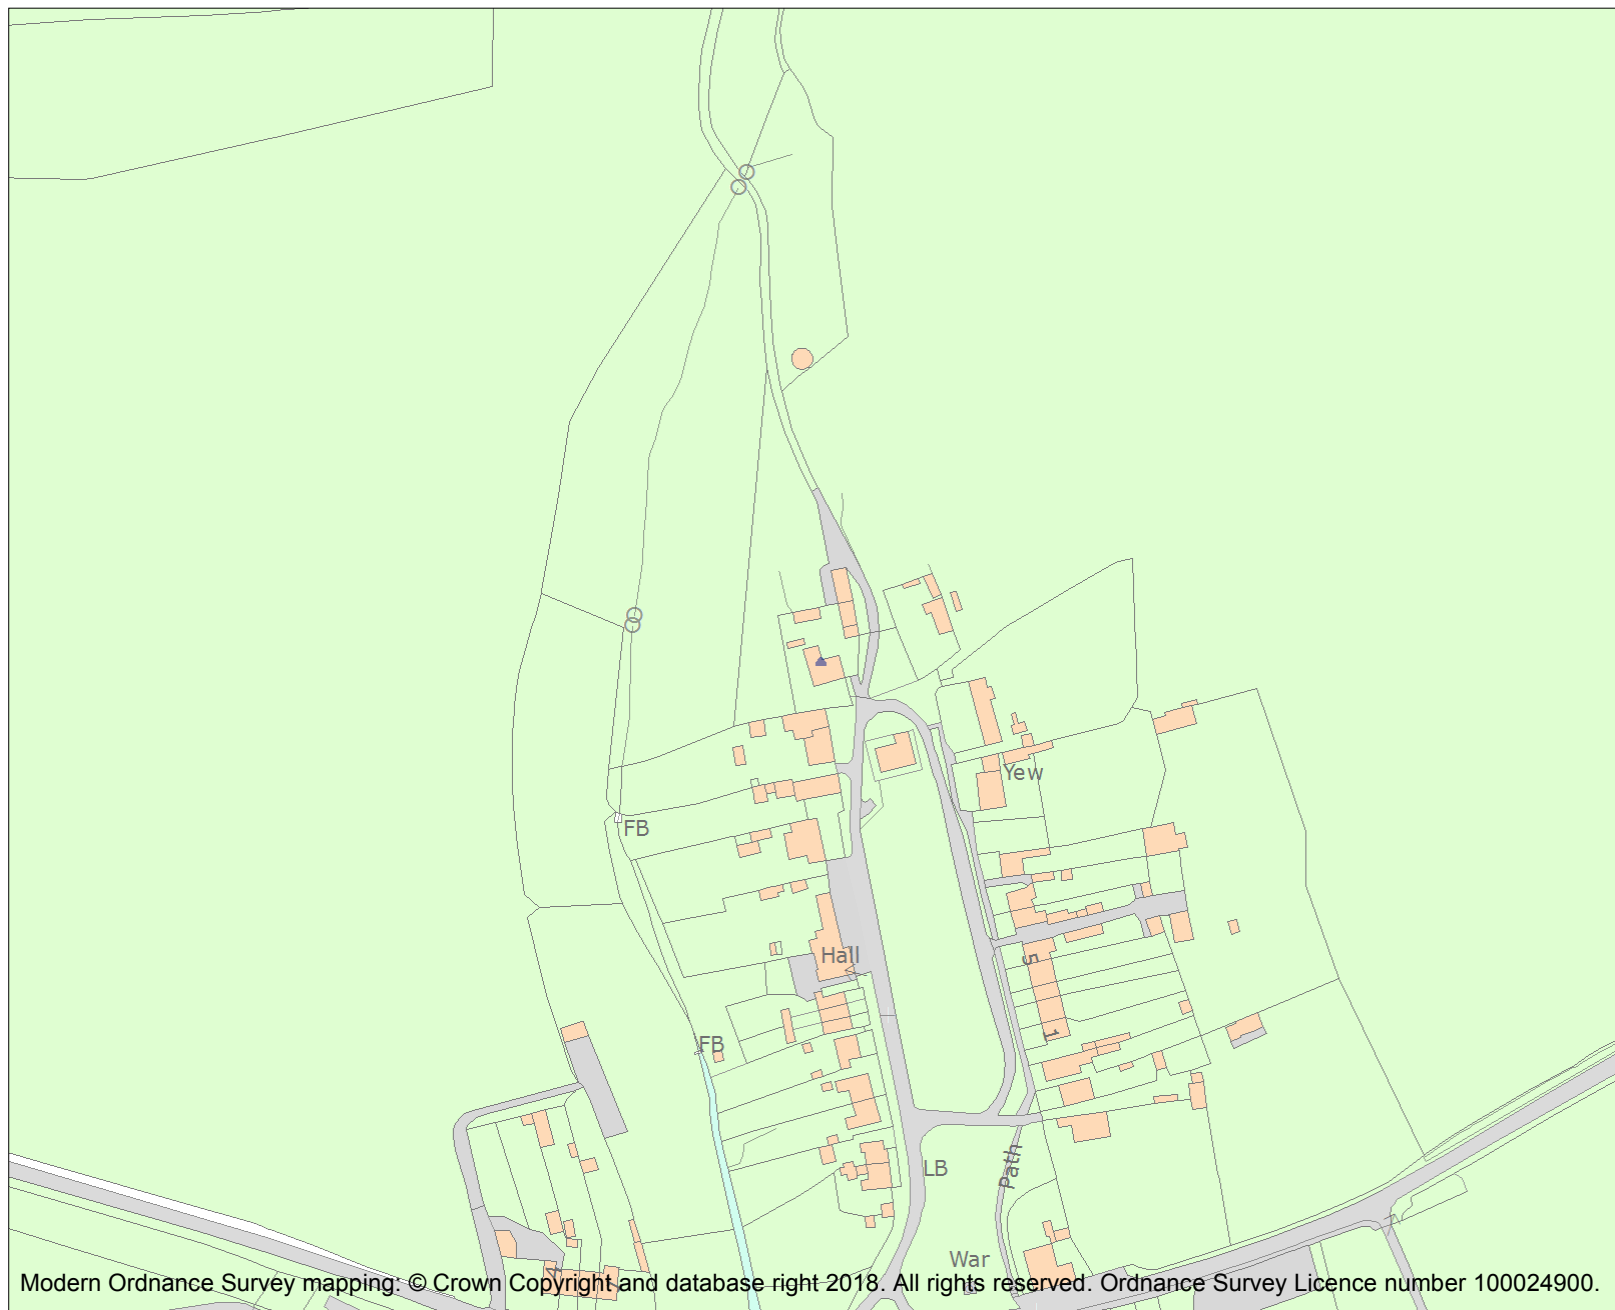 Yew
FB
Hall
5
1
FB
Path
LB
War
4
Modern Ordnance Survey mapping: © Crown Copyright and database right 2018. All rights reserved. Ordnance Survey Licence number 100024900.